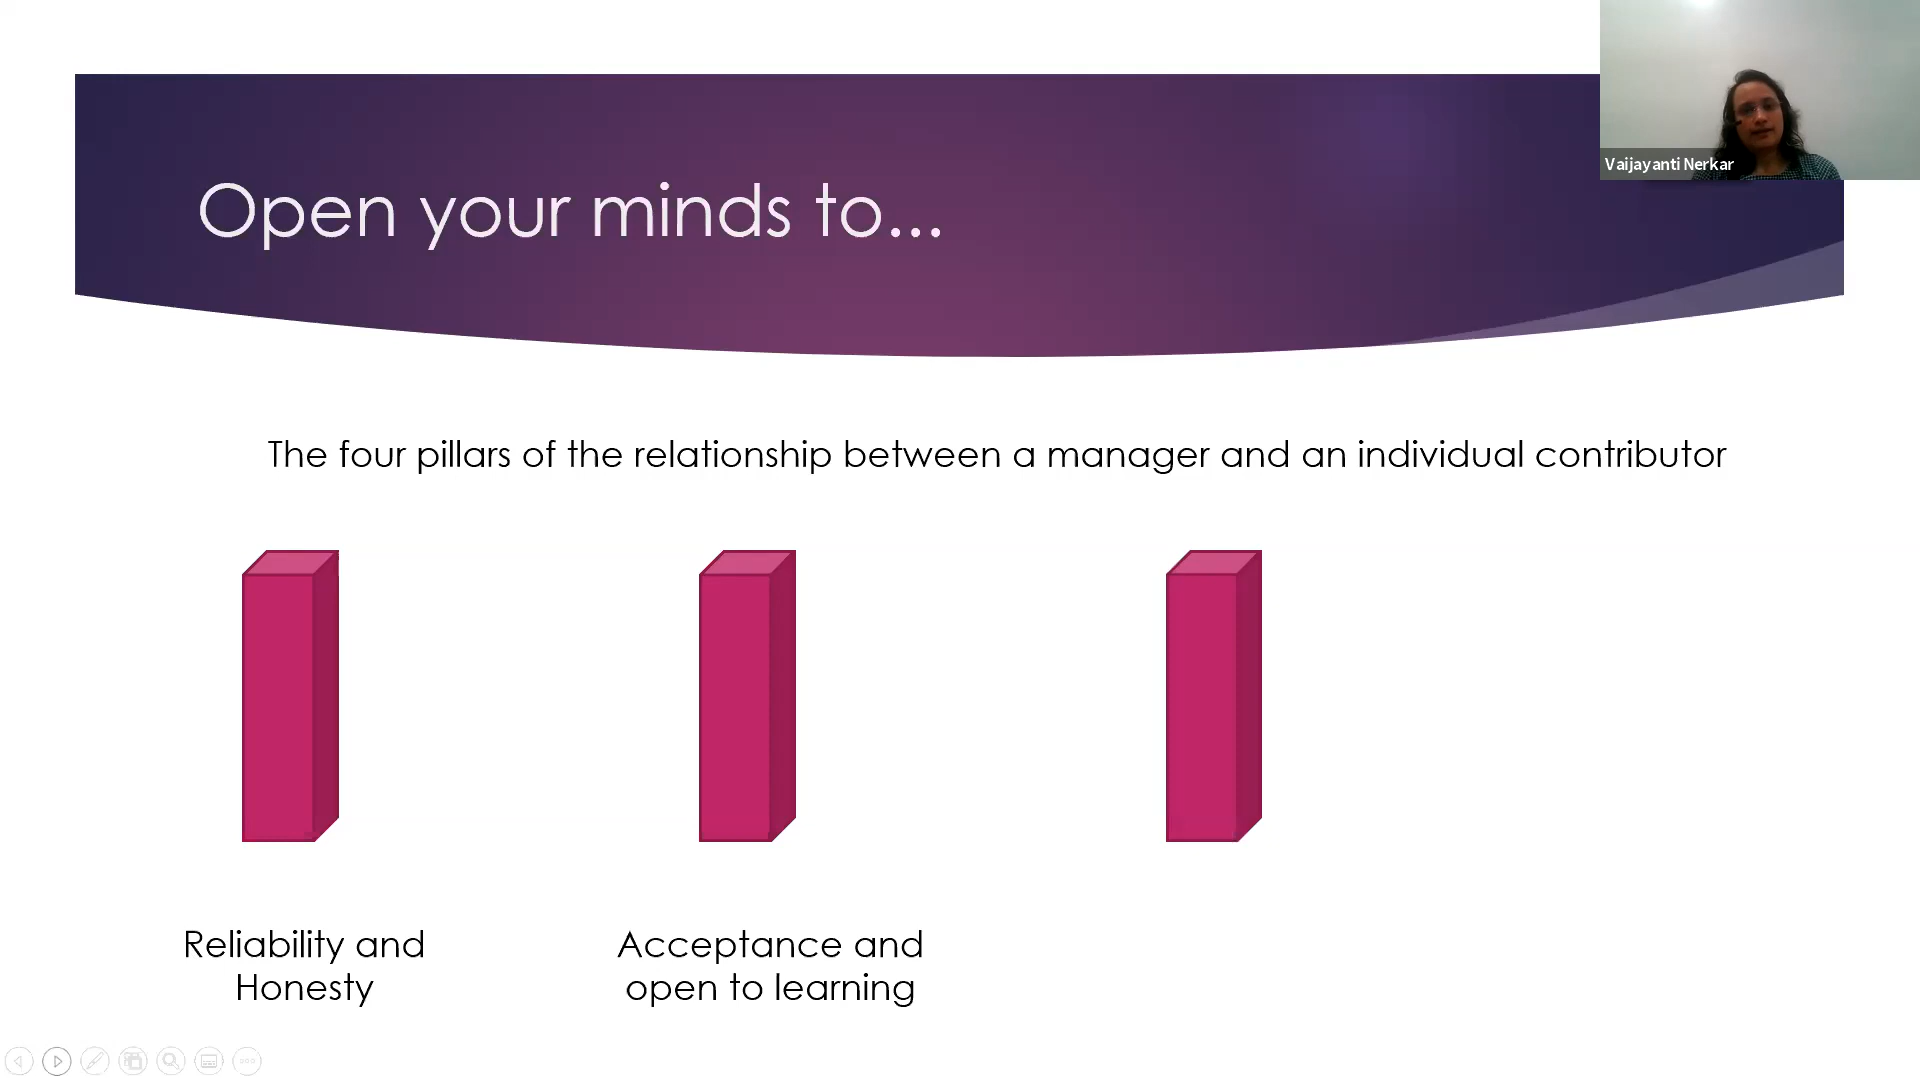 Vaijayanti Nerkar
Open your minds to...
The four pillars of the relationship between a manager and an individual contributor
Reliability and
Honesty
Acceptance and
open to learning